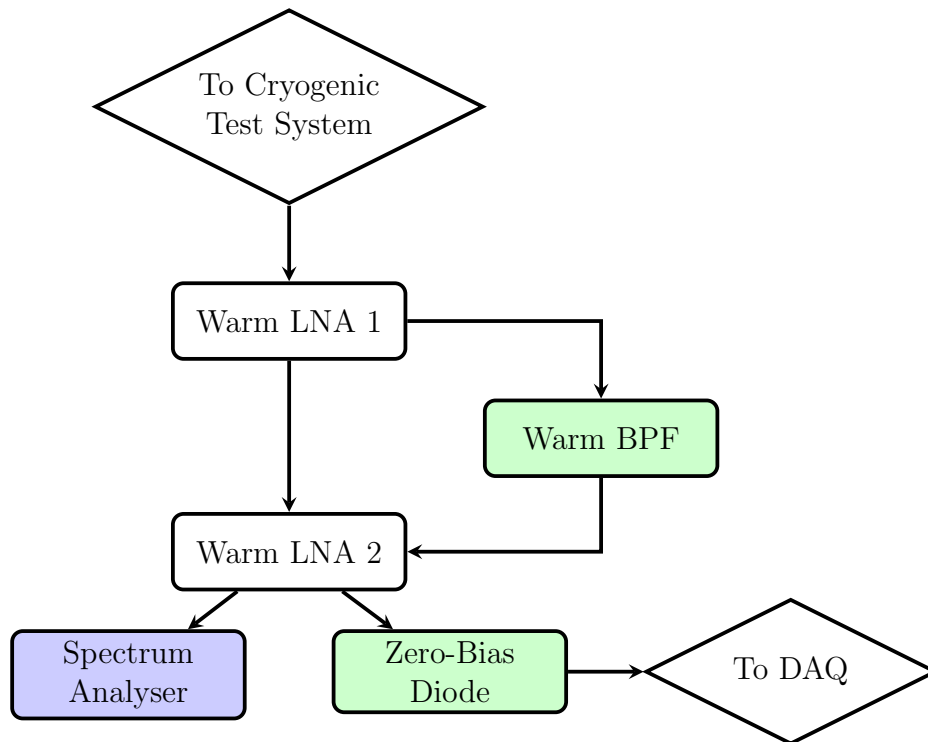 To Cryogenic
Test System
Warm LNA 1
Warm BPF
Warm LNA 2
Spectrum
Analyser
Zero-Bias
Diode
To DAQ